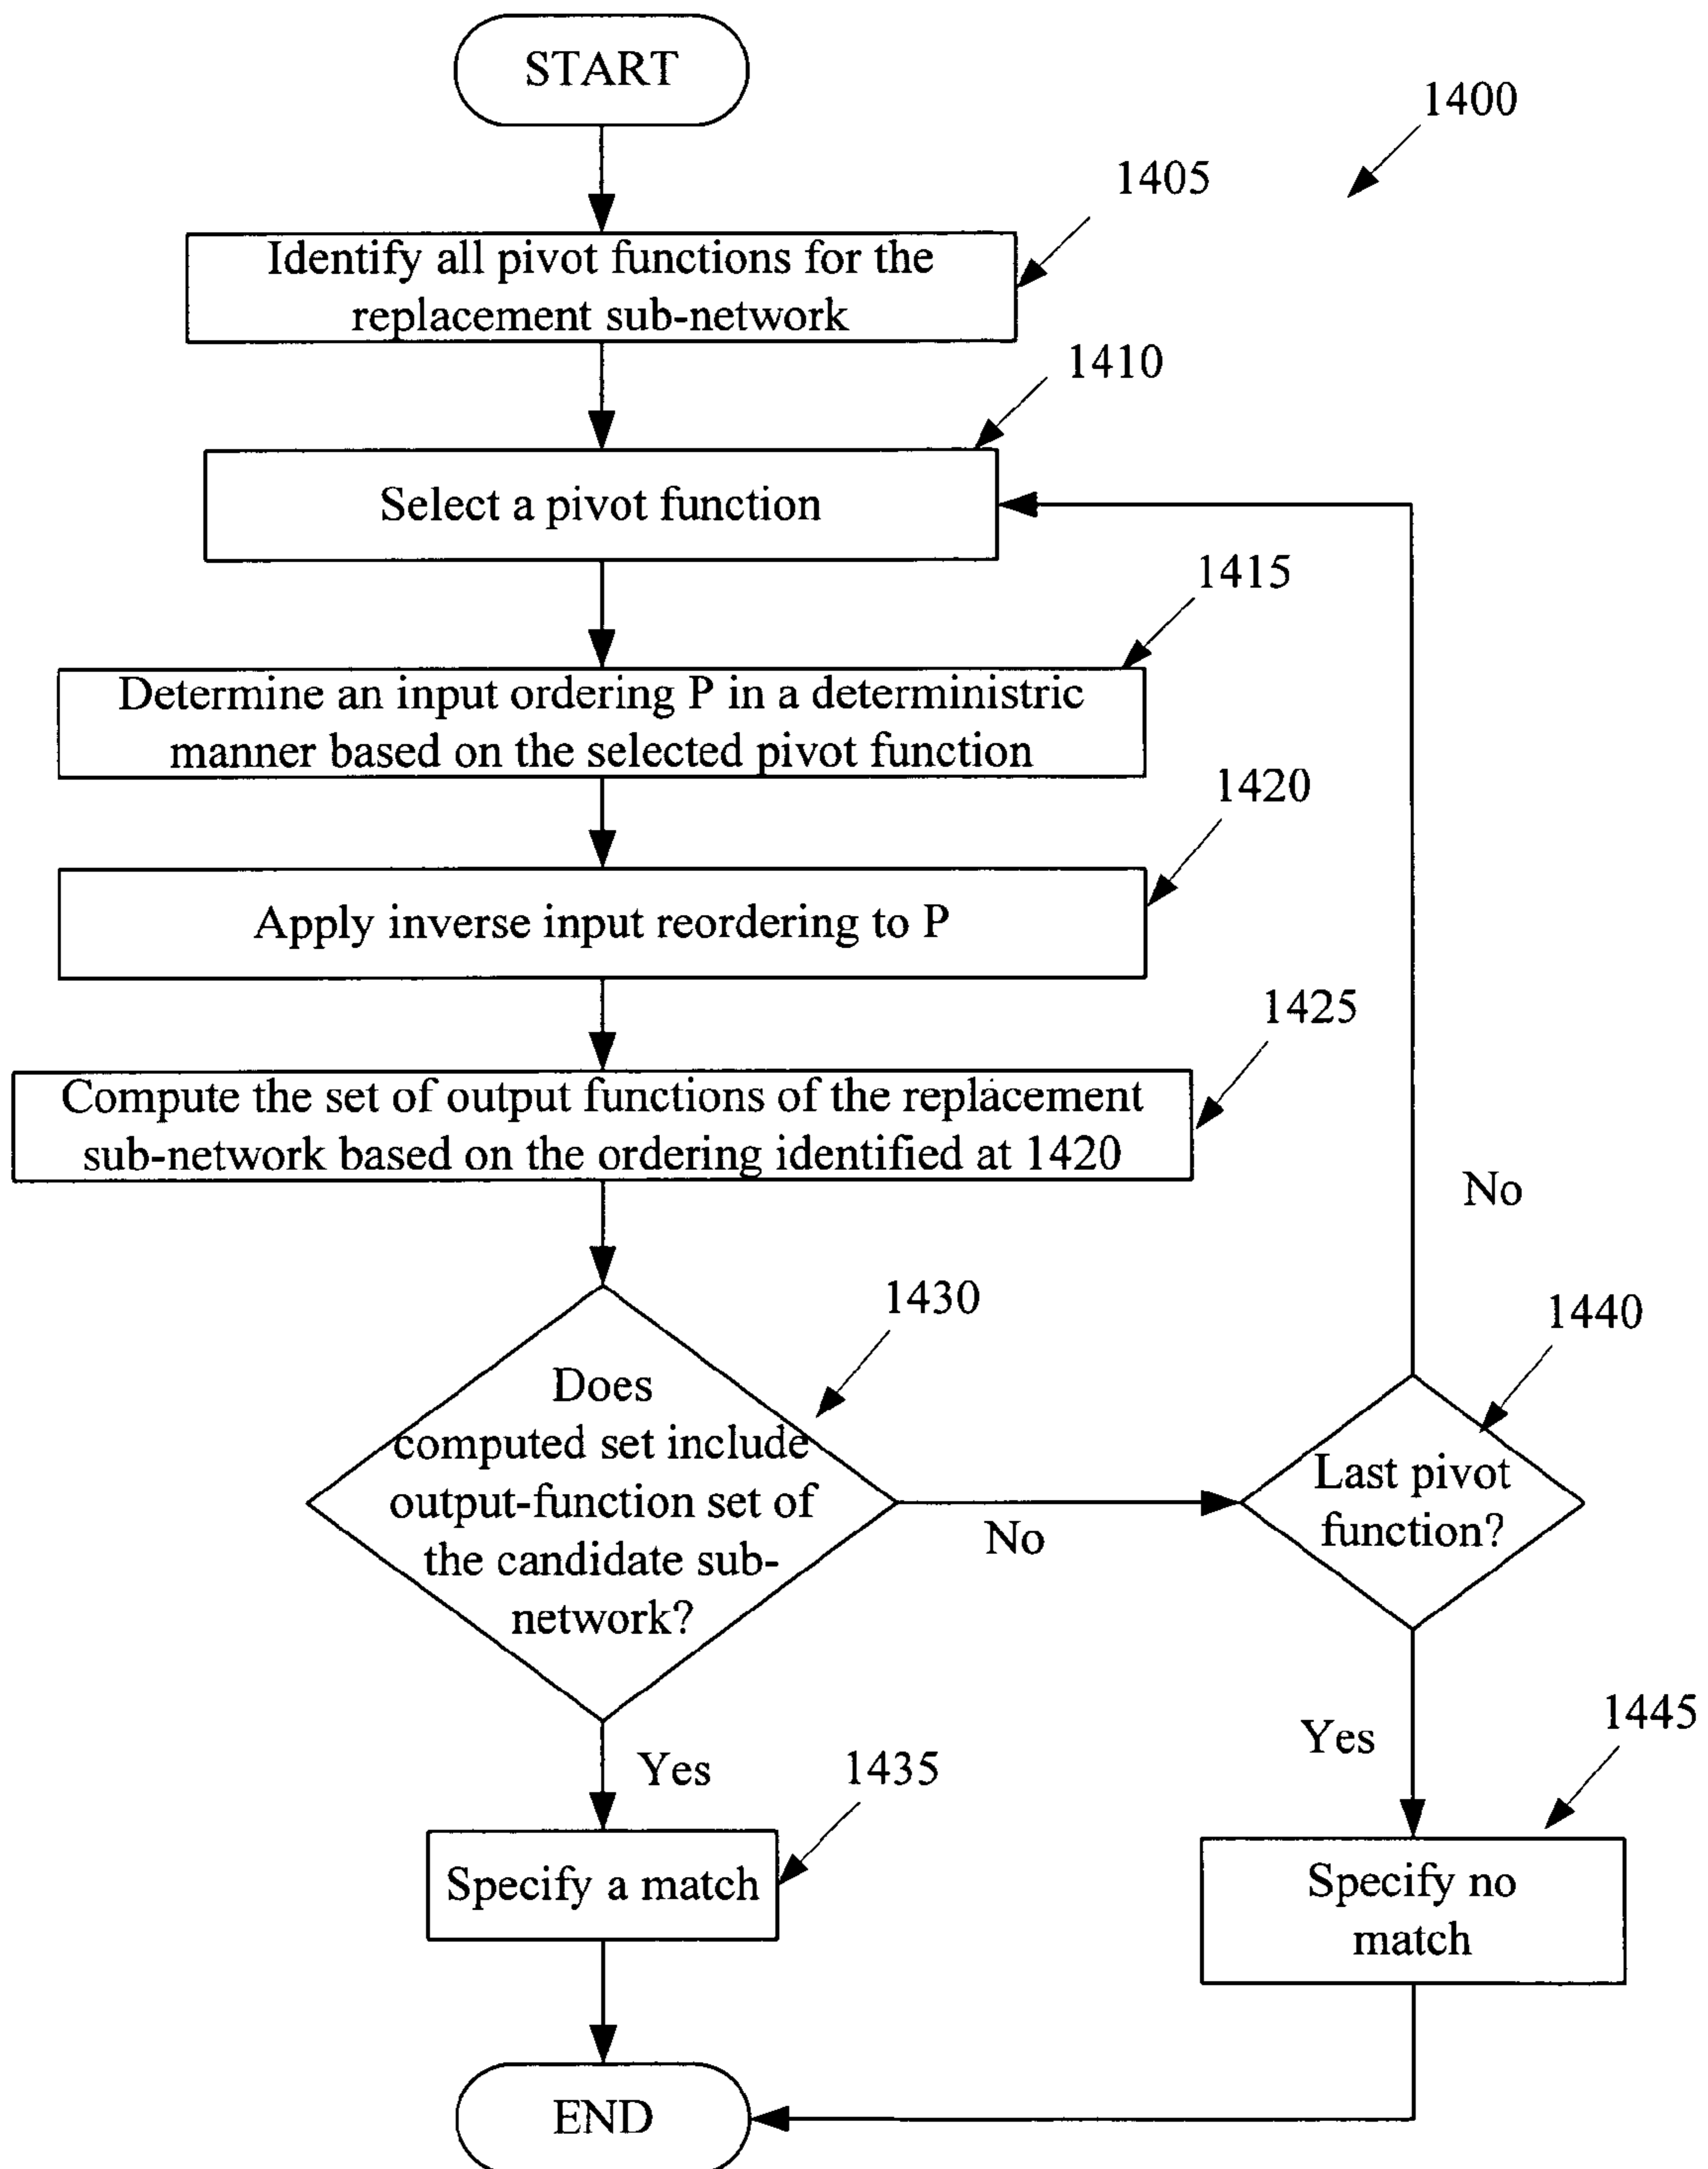 START
1400
1405
Identify all pivot functions for the
replacement sub-network
1410
Select a pivot function
1415
Determine an input ordering P in a deterministric
manner based on the selected pivot function
1420
Apply inverse input reordering to P
1425
Compute the set of output functions of the replacement
sub-network based on the ordering identified at 1420
No
1430
1440
Does
computed set include
output-function set of
the candidate sub-
network?
No
Last pivot
function?
Yes
1435
Yes
1445
Specify a match
Specify no
match
END